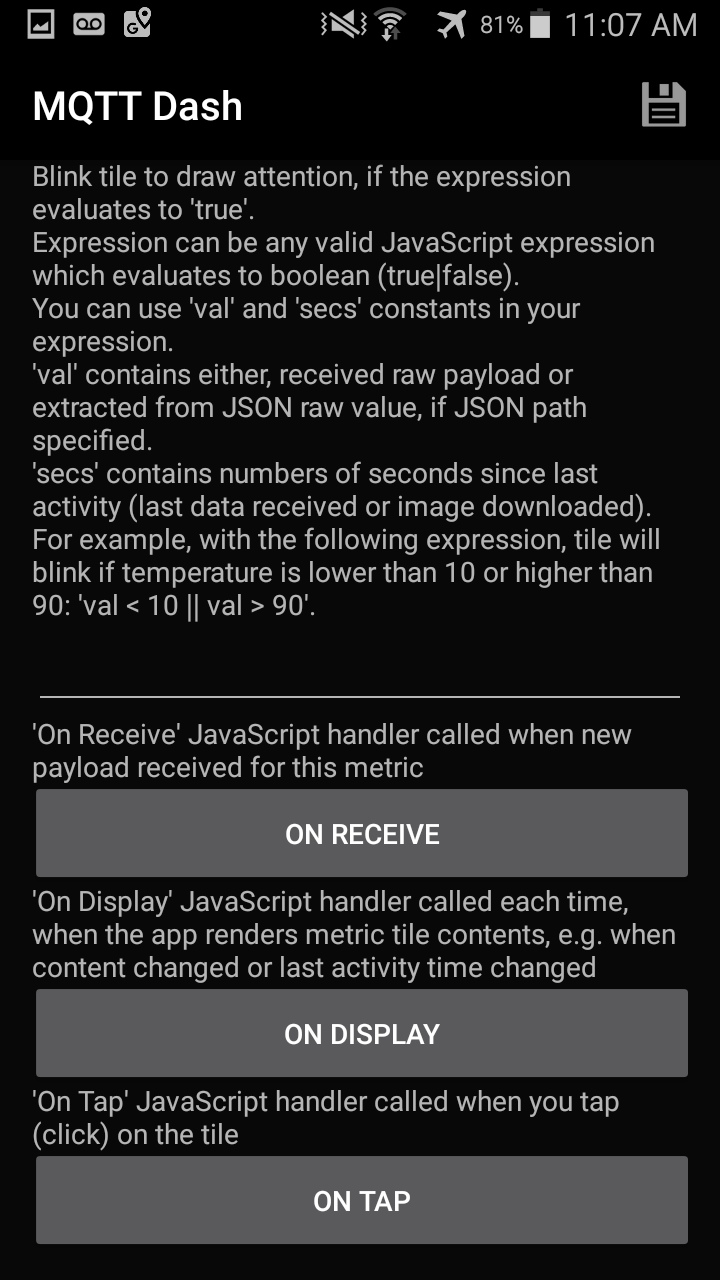 81% 11:07 AM
MQTT Dash
Blink tile to draw attention, if the expression
evaluates to 'true'.
Expression can be any valid JavaScript expression
which evaluates to boolean (true|false).
You can use 'val' and 'secs' constants in your
expression.
'val' contains either, received raw payload or
extracted from JSON raw value, if JSON path
specified.
'secs' contains numbers of seconds since last
activity (last data received or image downloaded).
For example, with the following expression, tile will
blink if temperature is lower than 10 or higher than
90: 'val < 10 || val > 90'.
'On Receive' JavaScript handler called when new
payload received for this metric
ON RECEIVE
'On Display' JavaScript handler called each time,
when the app renders metric tile contents, e.g. when
content changed or last activity time changed
ON DISPLAY
'On Tap' JavaScript handler called when you tap
(click) on the tile
ON TAP